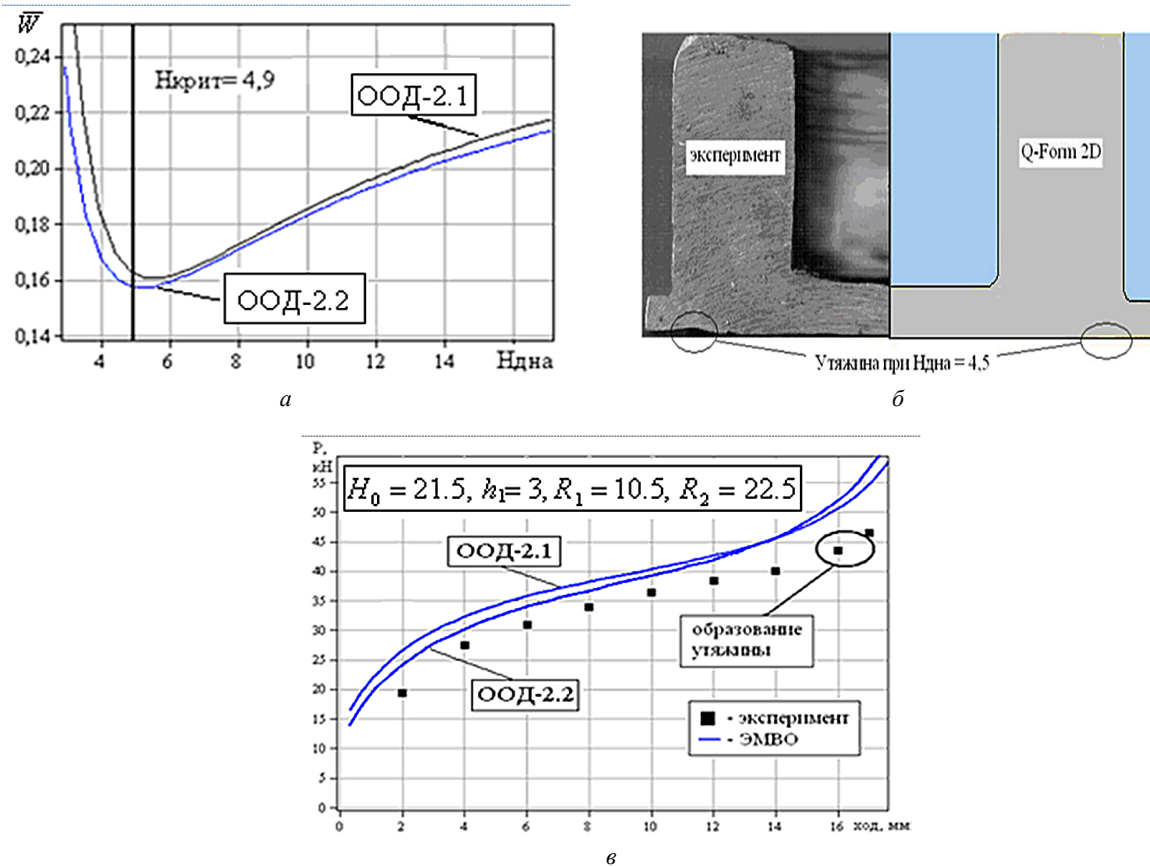 W̅
0,24
0,22
0,20
0,18
0,16
0,14
Нкрит= 4,9
ООД-2.1
ООД-2.2
4 6 8 10 12 14 Ндна
а
эксперимент
Q-Form 2D
Утяжина при Ндна = 4,5
б
P,
кН
55
50
45
40
35
30
25
20
15
10
5
0
H₀ = 21.5, h₁= 3, R₁ = 10.5, R₂ = 22.5
ООД-2.1
ООД-2.2
образование
утяжины
- эксперимент
- ЭМВО
0 2 4 6 8 10 12 14 16 ход, мм
в